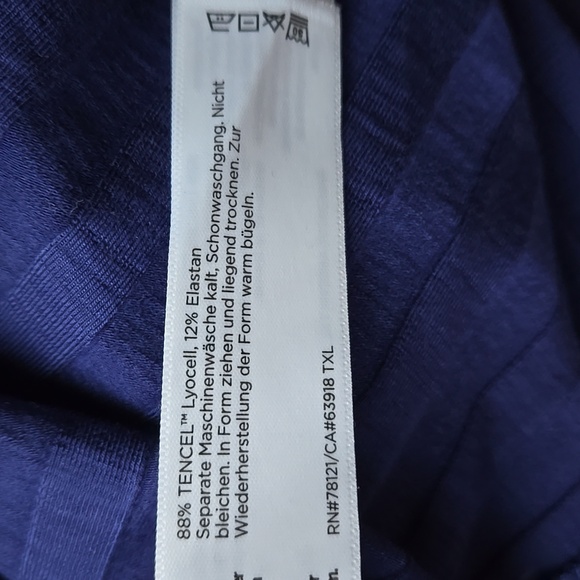 88% TENCEL™ Lyocell, 12% Elastan
Separate Maschinenwäsche kalt, Schonwaschgang. Nicht
bleichen. In Form ziehen und liegend trocknen. Zur
Wiederherstellung der Form warm bügeln.
RN#78121/CA#63918 TXL